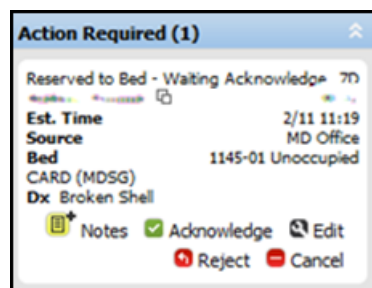 Action Required (1)
Reserved to Bed - Waiting Acknowledge 7D
Est. Time 2/11 11:19
Source MD Office
Bed 1145-01 Unoccupied
CARD (MDSG)
Dx Broken Shell
Notes Acknowledge Edit
Reject Cancel